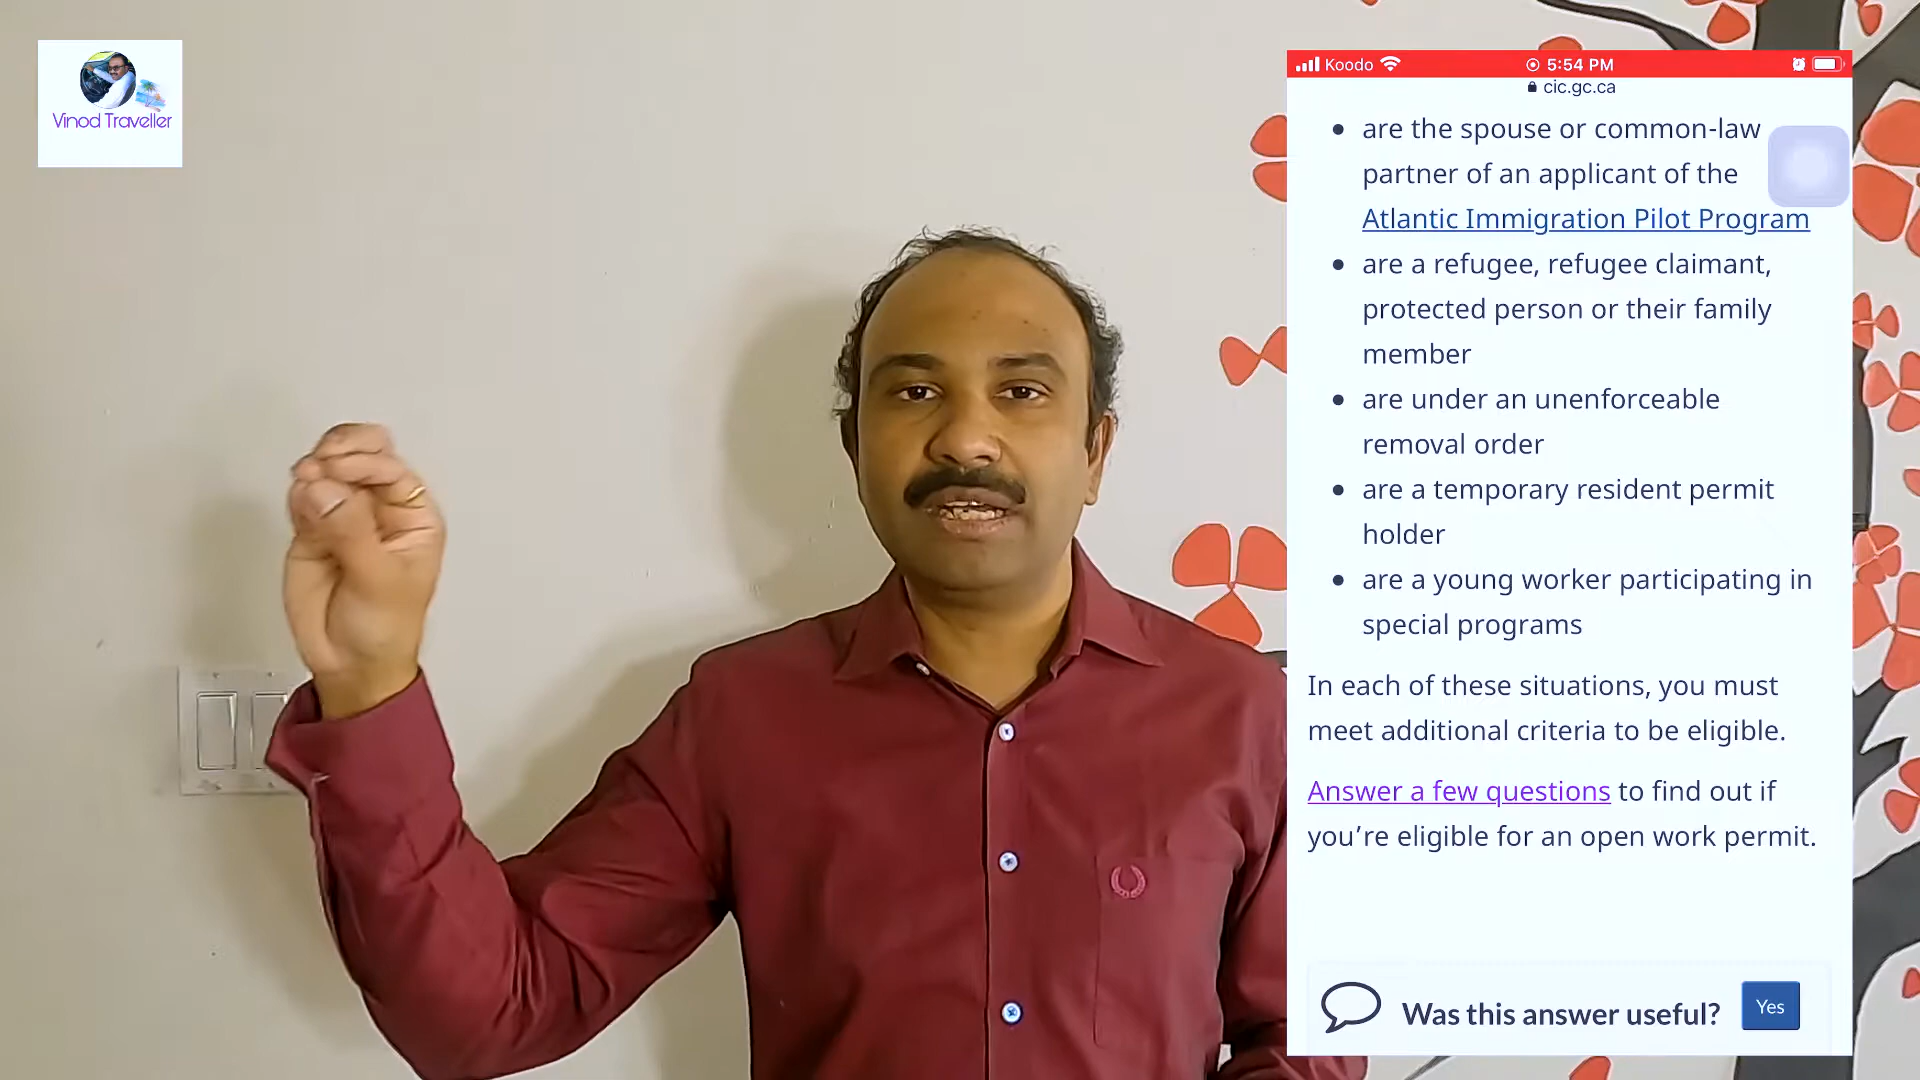 Vinod Traveller
Koodo
5:54 PM
cic.gc.ca
• are the spouse or common-law
partner of an applicant of the
Atlantic Immigration Pilot Program
• are a refugee, refugee claimant,
protected person or their family
member
• are under an unenforceable
removal order
• are a temporary resident permit
holder
• are a young worker participating in
special programs
In each of these situations, you must
meet additional criteria to be eligible.
Answer a few questions to find out if
you’re eligible for an open work permit.
Was this answer useful?
Yes